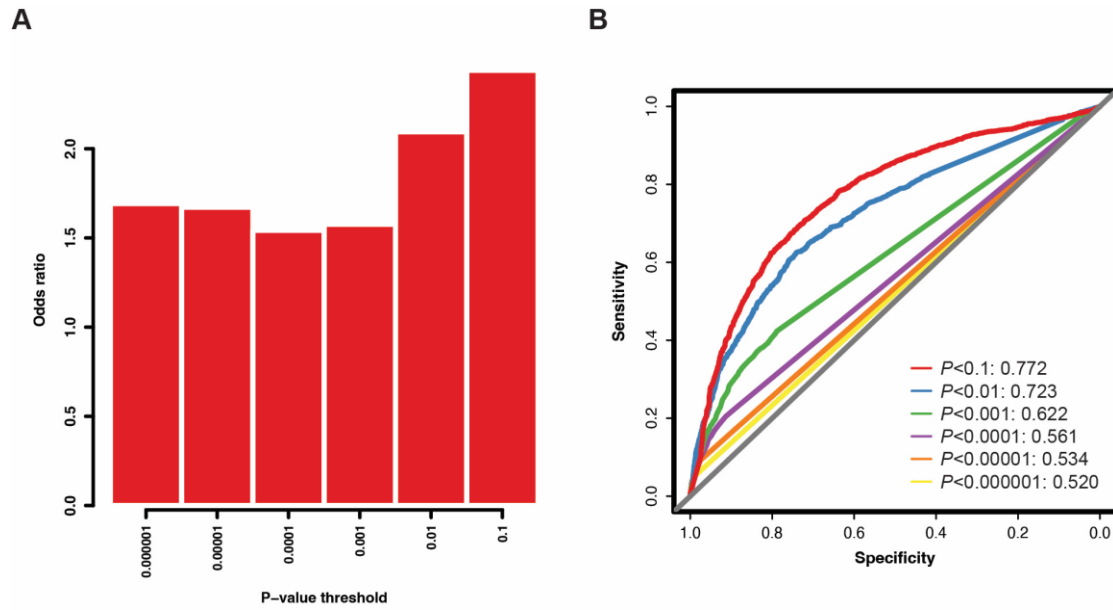 A
Odds ratio
2.0
1.5
1.0
0.5
0.0
0.000001
0.00001
0.0001
0.001
0.01
0.1
P-value threshold
B
Sensitivity
1.0
0.8
0.6
0.4
0.2
0.0
P<0.1: 0.772
P<0.01: 0.723
P<0.001: 0.622
P<0.0001: 0.561
P<0.00001: 0.534
P<0.000001: 0.520
1.0 0.8 0.6 0.4 0.2 0.0
Specificity